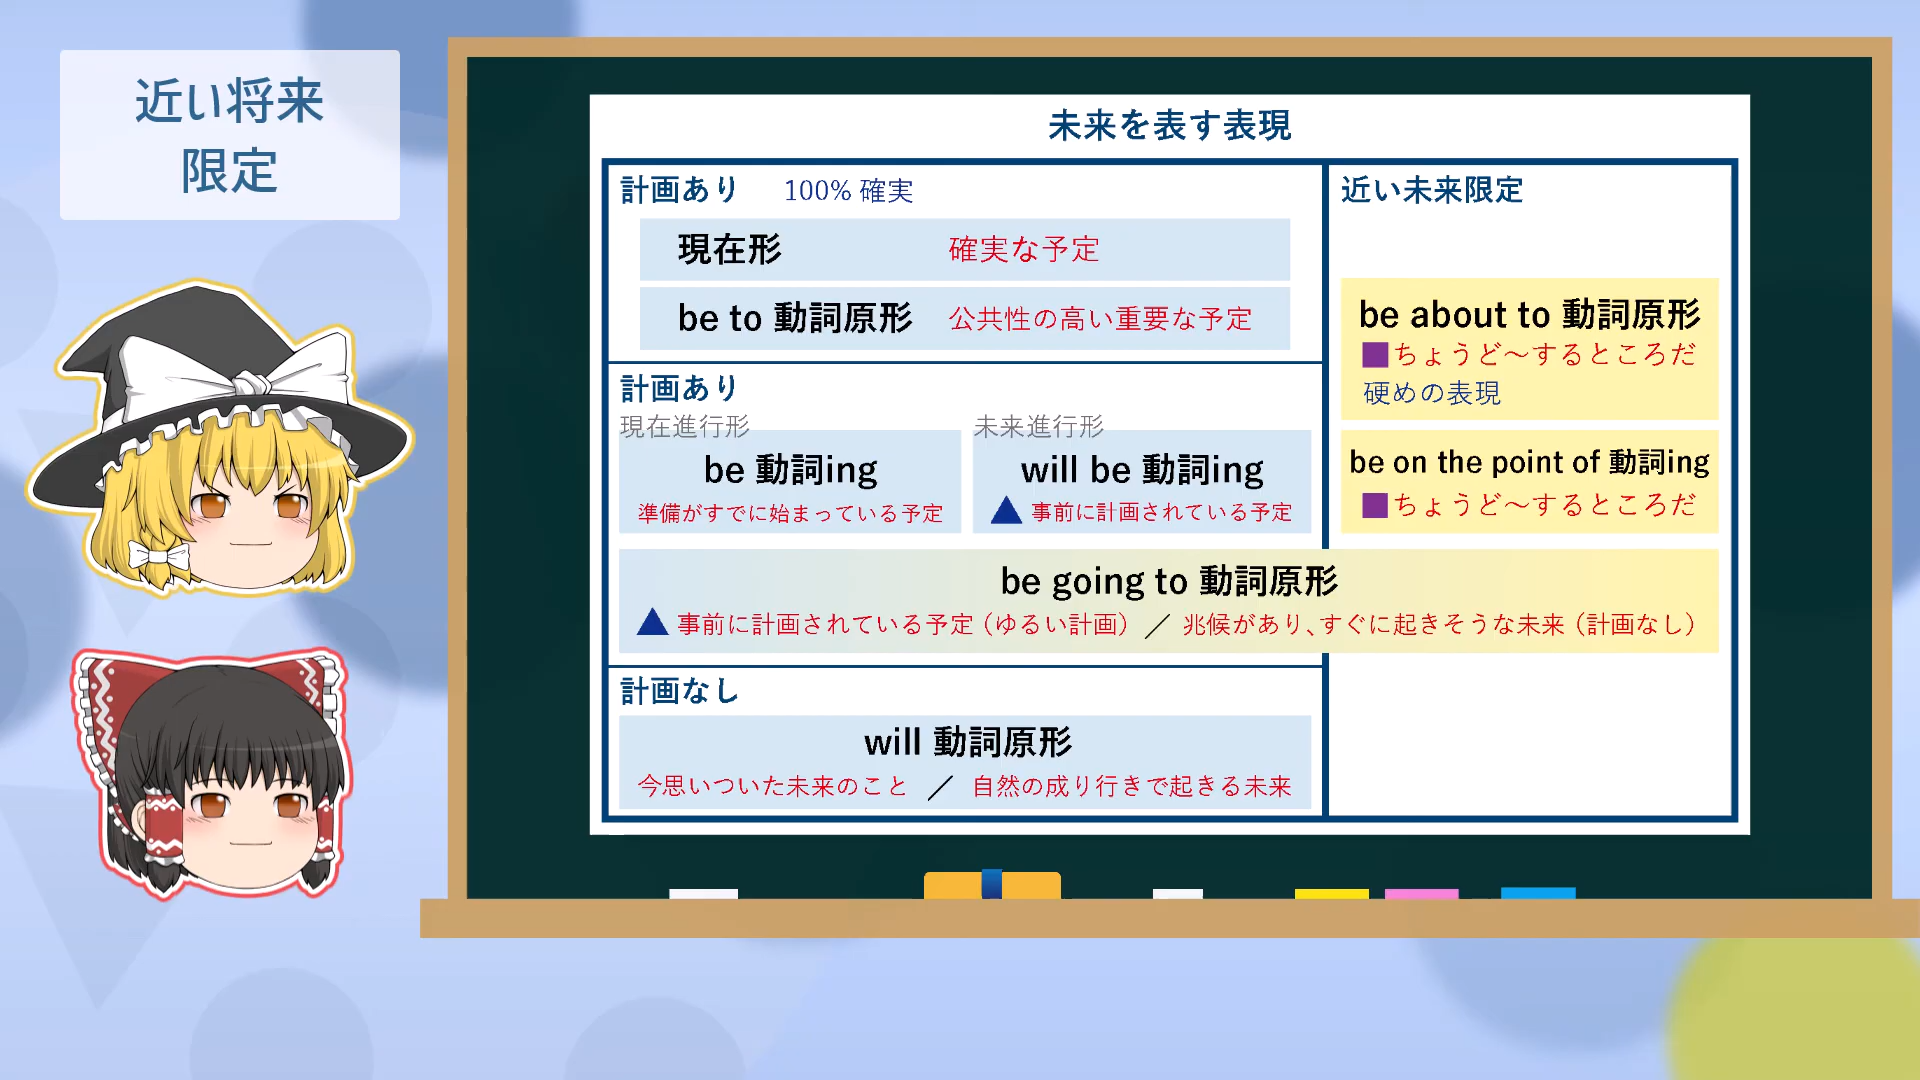 近い将来
限定
未来を表す表現
計画あり 100% 確実
現在形 確実な予定
be to 動詞原形 公共性の高い重要な予定
計画あり
現在進行形
be 動詞ing
準備がすでに始まっている予定
未来進行形
will be 動詞ing
▲ 事前に計画されている予定
近い未来限定
be about to 動詞原形
■ちょうど～するところだ
硬めの表現
be on the point of 動詞ing
■ちょうど～するところだ
be going to 動詞原形
▲ 事前に計画されている予定（ゆるい計画） ／ 兆候があり、すぐに起きそうな未来（計画なし）
計画なし
will 動詞原形
今思いついた未来のこと ／ 自然の成り行きで起きる未来